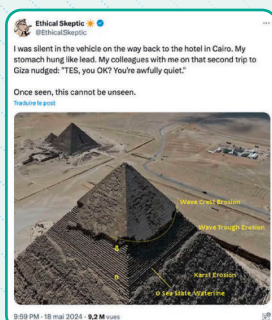 Ethical Skeptic
@EthicalSkeptic
I was silent in the vehicle on the way back to the hotel in Cairo. My
stomach hung like lead. My colleagues with me on that second trip to
Giza nudged: "TES, you OK? You're awfully quiet."
Once seen, this cannot be unseen.
Traduire le post
Wave Crest Erosion
Wave Trough Erosion
Karst Erosion
0 Sea State, Waterline
9:59 PM · 18 mai 2024 · 9,2 M vues